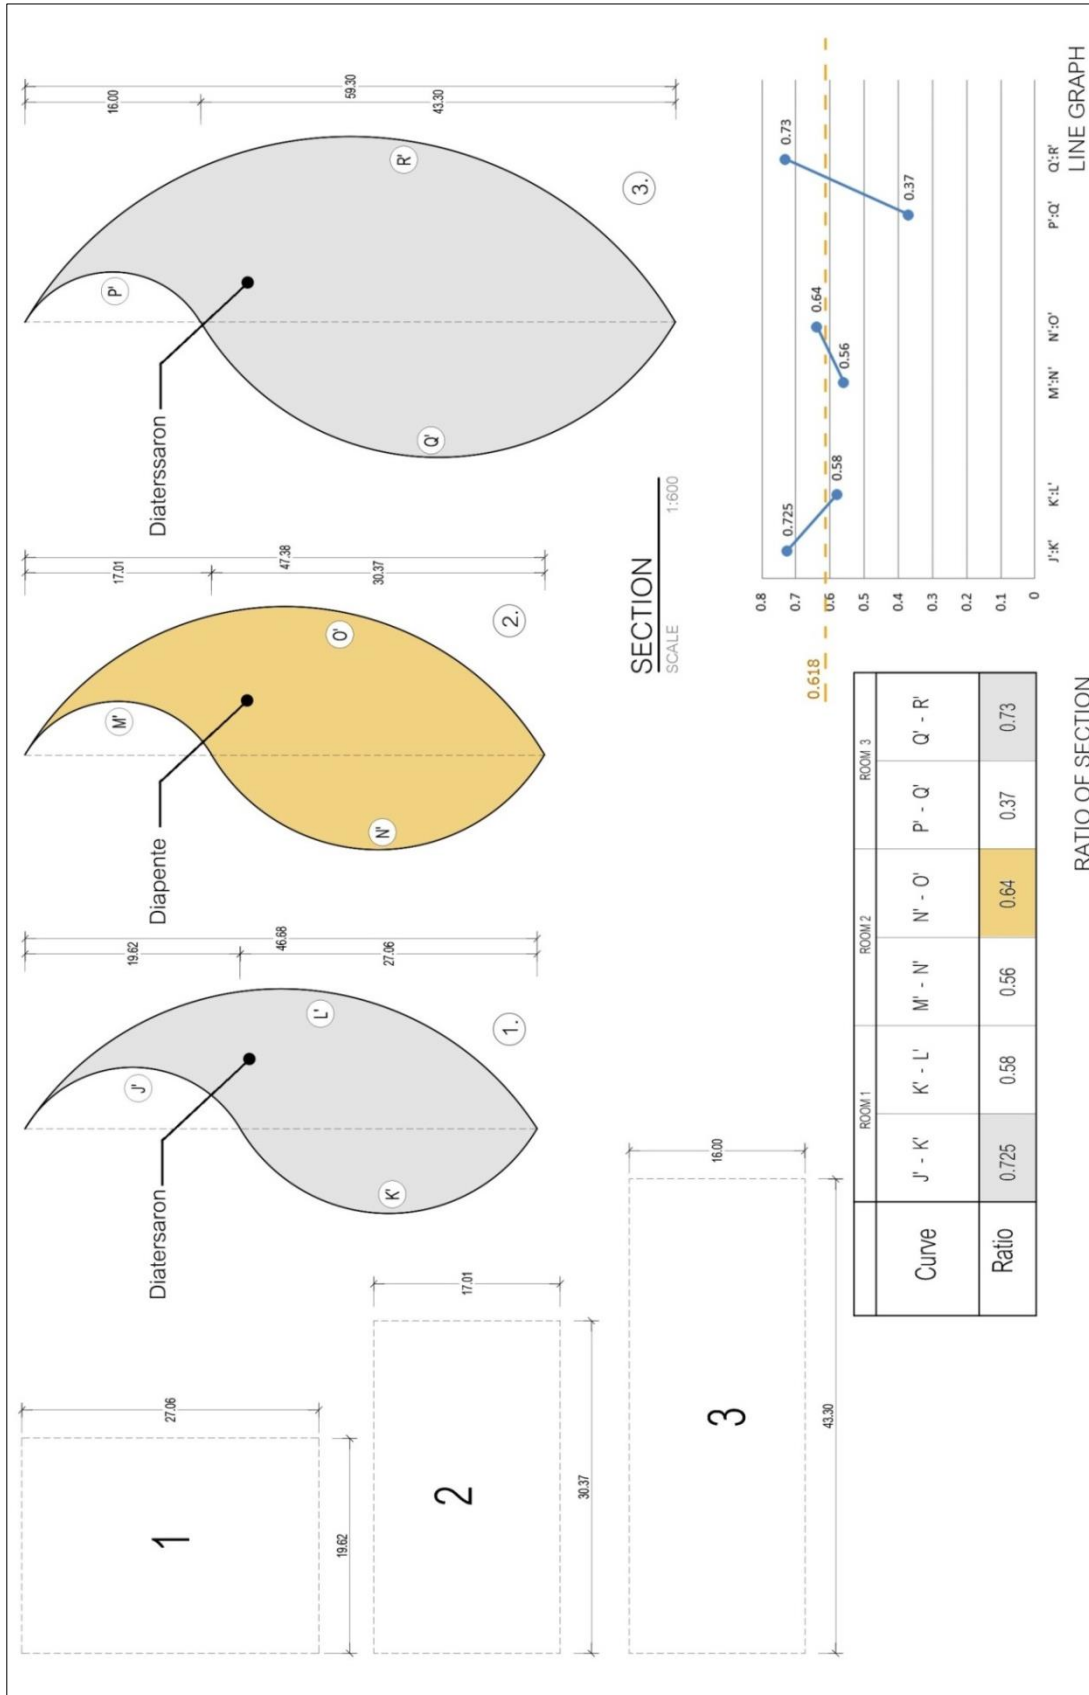 1
27.06
19.62
2
17.01
30.37
3
16.00
43.30
Diatersaron
J'
K'
L'
1.
19.62
27.06
46.68
Diapente
M'
N'
O'
2.
17.01
30.37
47.38
Diaterssaron
P'
Q'
R'
3.
16.00
43.30
59.30
SECTION
SCALE 1:600
ROOM 1 ROOM 2 ROOM 3
Curve J' - K' K' - L' M' - N' N' - O' P' - Q' Q' - R'
Ratio 0.725 0.58 0.56 0.64 0.37 0.73
RATIO OF SECTION
0.618
0.8
0.7
0.6
0.5
0.4
0.3
0.2
0.1
0
0.725
0.58
0.56
0.64
0.37
0.73
J':K' K':L' M':N' N':O' P':Q' Q':R'
LINE GRAPH